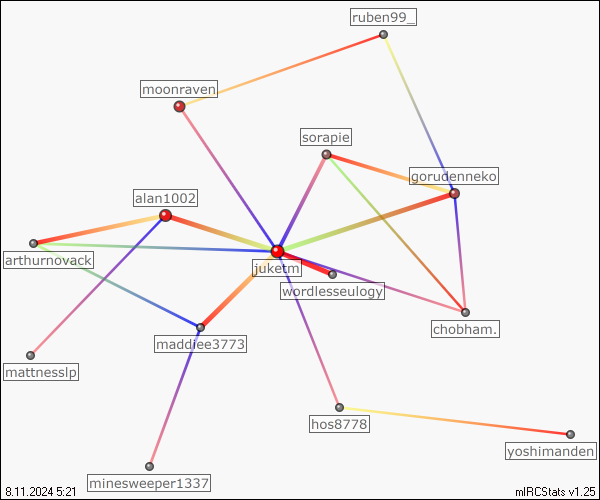 ruben99_
moonraven
sorapie
gorudenneko
alan1002
arthurnovack
juketm
wordlesseulogy
chobham.
maddiee3773
mattnesslp
hos8778
yoshimanden
minesweeper1337
8.11.2024 5:21
mIRCStats v1.25